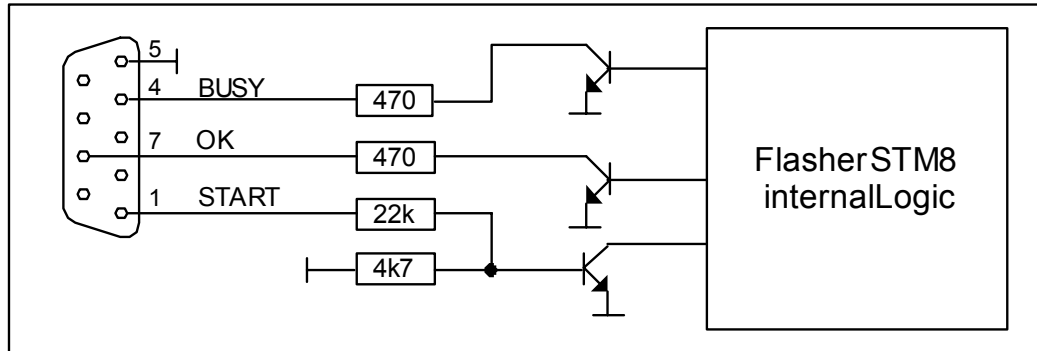 5
4 BUSY 470
7 OK 470
1 START 22k
4k7
FlasherSTM8
internalLogic